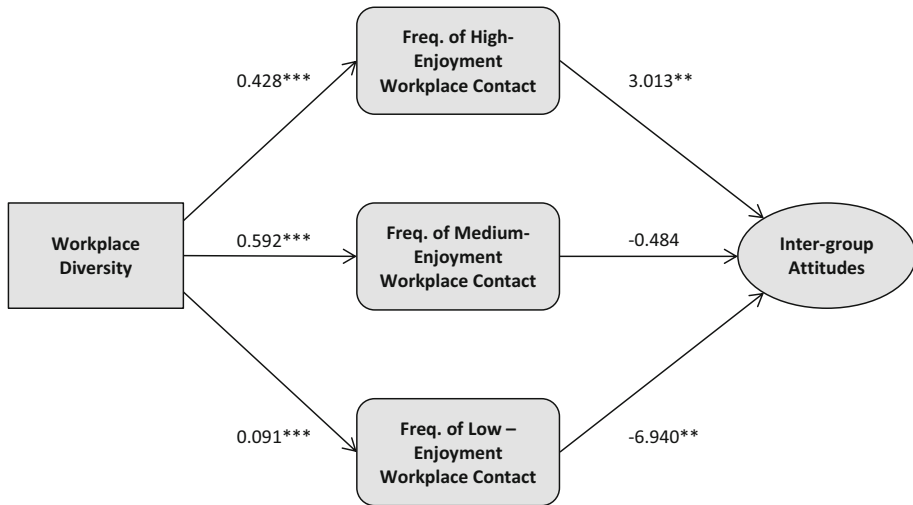 Freq. of High-
Enjoyment
Workplace Contact
0.428***
3.013**
Workplace
Diversity
0.592***
Freq. of Medium-
Enjoyment
Workplace Contact
-0.484
Inter-group
Attitudes
0.091***
Freq. of Low –
Enjoyment
Workplace Contact
-6.940**